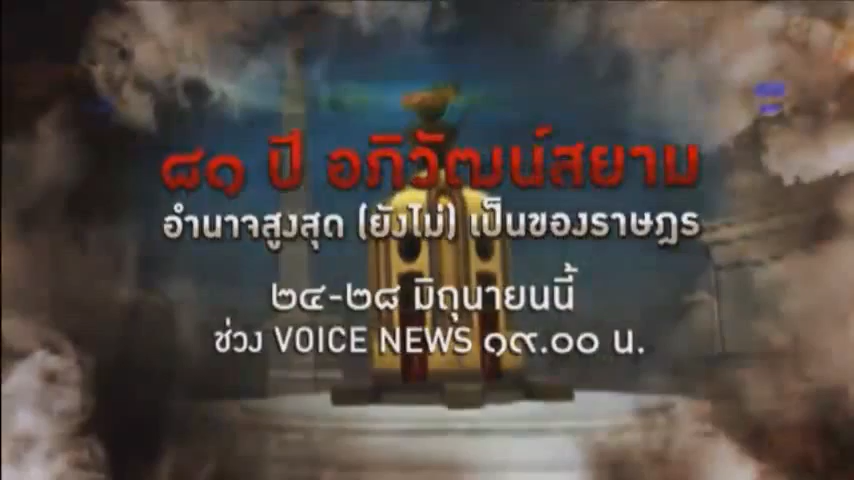 ๘๑ ปี อภิวัฒน์สยาม
อำนาจสูงสุด (ยังไม่) เป็นของราษฎร
๒๔-๒๘ มิถุนายนนี้
ช่วง VOICE NEWS ๑๙.๐๐ น.